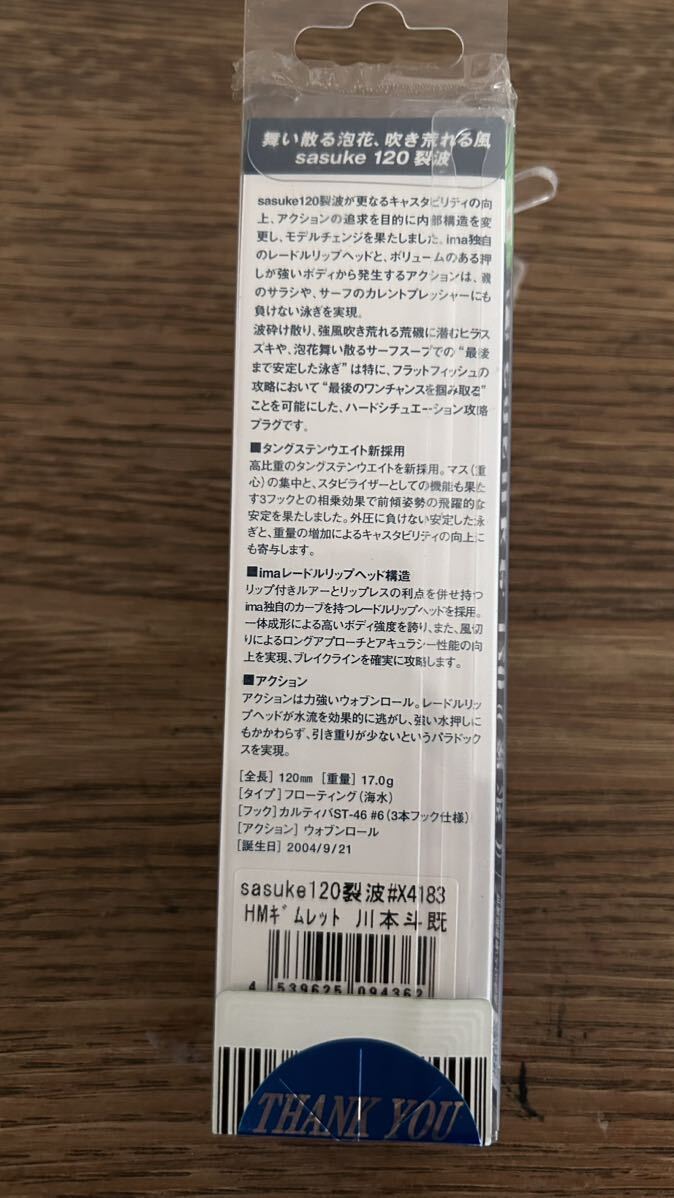 舞い散る泡花、吹き荒れる風
sasuke 120 裂波
sasuke120裂波が更なるキャスタビリティの向
上、アクションの追求を目的に内部構造を変
更し、モデルチェンジを果たしました。ima独自
のレードルリップヘッドと、ボリュームのある押
しが強いボディから発生するアクションは、磯
のサラシや、サーフのカレントプレッシャーにも
負けない泳ぎを実現。
波砕け散り、強風吹き荒れる荒磯に潜むヒラス
ズキや、泡花舞い散るサーフスープでの“最後
まで安定した泳ぎ”は特に、フラットフィッシュの
攻略において“最後のワンチャンスを掴み取る”
ことを可能にした、ハードシチュエーション攻略
プラグです。
■タングステンウエイト新採用
高比重のタングステンウエイトを新採用。マス（重
心）の集中と、スタビライザーとしての機能も果た
す3フックとの相乗効果で前傾姿勢の飛躍的な
安定を果たしました。外圧に負けない安定した泳
ぎと、重量の増加によるキャスタビリティの向上に
も寄与します。
■imaレードルリップヘッド構造
リップ付きルアーとリップレスの利点を併せ持つ
ima独自のカーブを持つレードルリップヘッドを採用。
一体成形による高いボディ強度を誇り、また、風切
りによるロングアプローチとアキュラシー性能の向
上を実現、ブレイクラインを確実に攻略します。
■アクション
アクションは力強いウォブンロール。レードルリッ
プヘッドが水流を効果的に逃がし、強い水押しに
もかかわらず、引き重りが少ないというパラドック
スを実現。
［全長］120mm ［重量］17.0g
［タイプ］フローティング（海水）
［フック］カルティバST-46 #6（3本フック仕様）
［アクション］ウォブンロール
［誕生日］2004/9/21
sasuke120裂波#X4183
HMｷﾞﾑﾚｯﾄ 川本斗既
4 539625 094362
THANK YOU